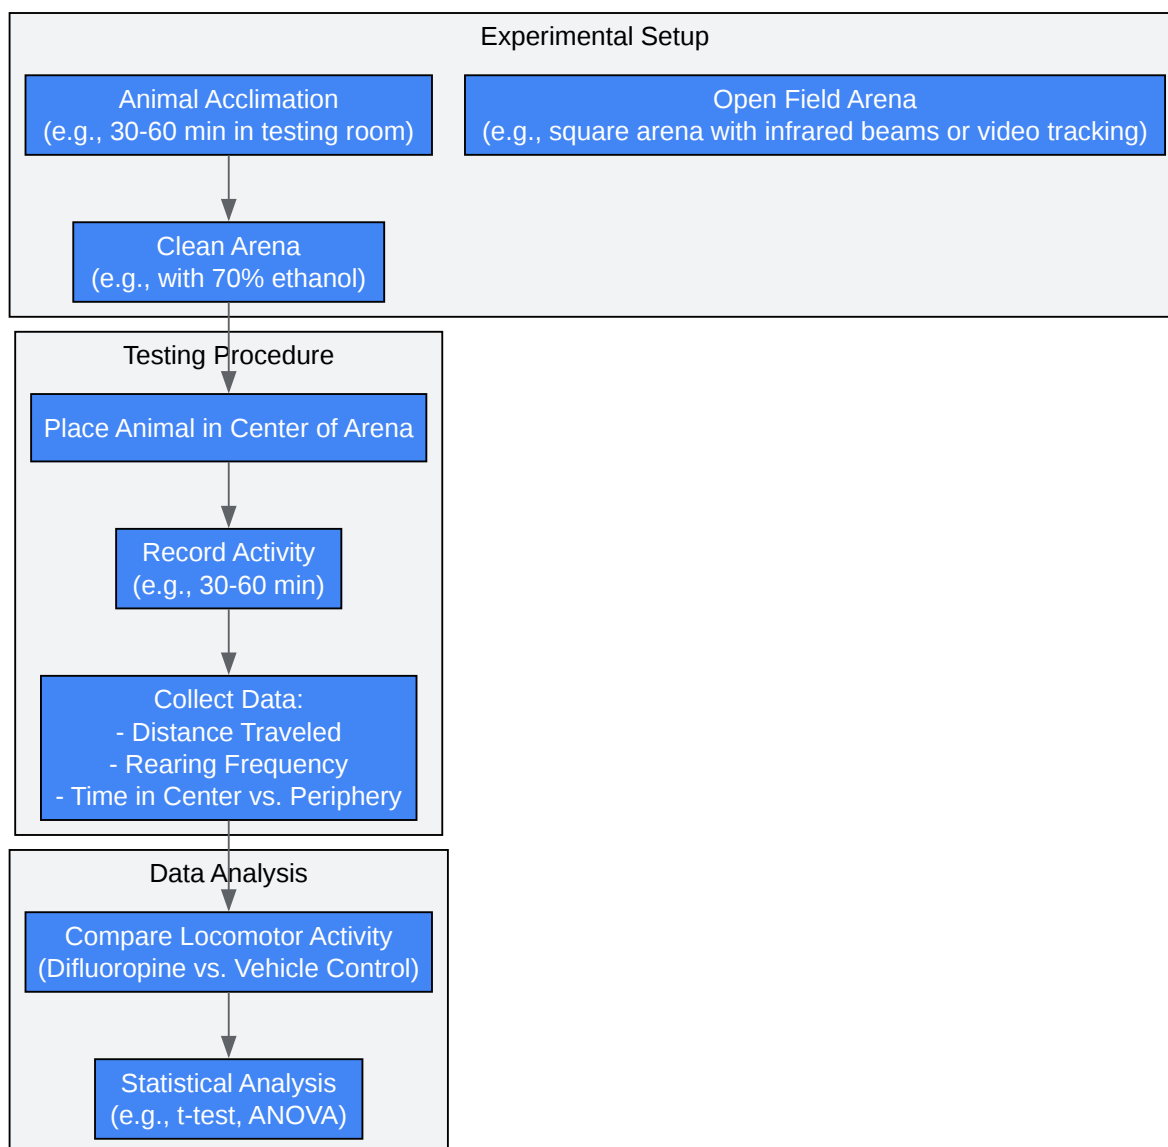 Experimental Setup
Animal Acclimation
(e.g., 30-60 min in testing room)
Open Field Arena
(e.g., square arena with infrared beams or video tracking)
Clean Arena
(e.g., with 70% ethanol)
Testing Procedure
Place Animal in Center of Arena
Record Activity
(e.g., 30-60 min)
Collect Data:
- Distance Traveled
- Rearing Frequency
- Time in Center vs. Periphery
Data Analysis
Compare Locomotor Activity
(Difluoropine vs. Vehicle Control)
Statistical Analysis
(e.g., t-test, ANOVA)